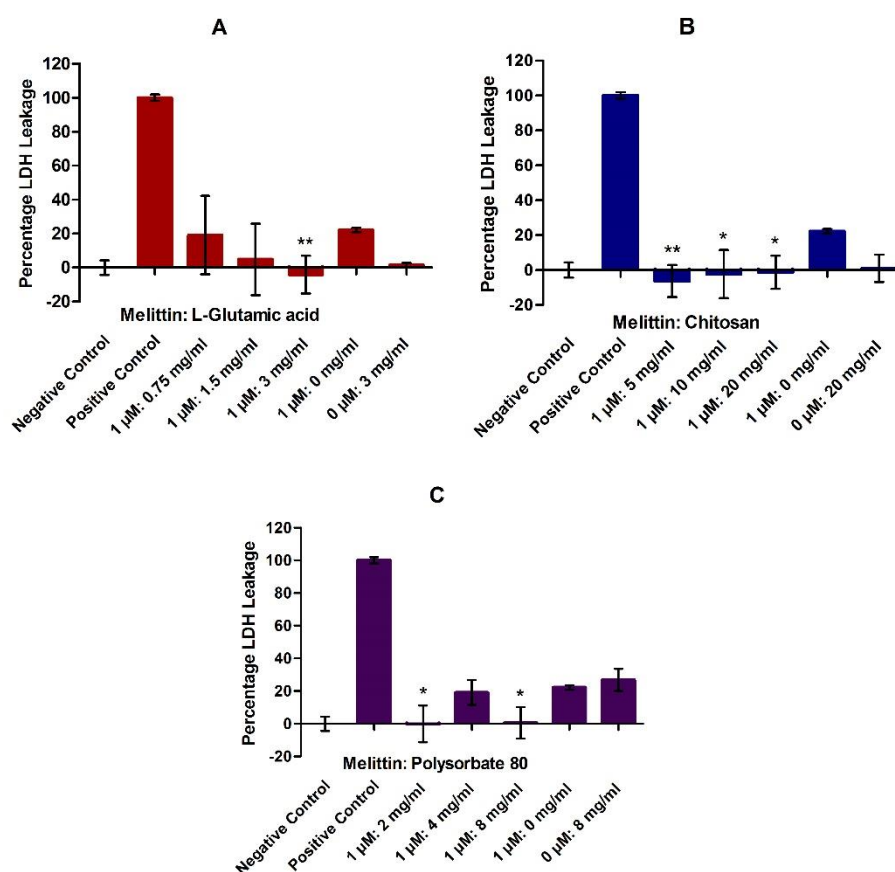 A
Percentage LDH Leakage
120
100
80
60
40
20
0
-20
**
Melittin: L-Glutamic acid
Negative Control
Positive Control
1 µM: 0.75 mg/ml
1 µM: 1.5 mg/ml
1 µM: 3 mg/ml
1 µM: 0 mg/ml
0 µM: 3 mg/ml
B
Percentage LDH Leakage
120
100
80
60
40
20
0
-20
**
*
*
Melittin: Chitosan
Negative Control
Positive Control
1 µM: 5 mg/ml
1 µM: 10 mg/ml
1 µM: 20 mg/ml
1 µM: 0 mg/ml
0 µM: 20 mg/ml
C
Percentage LDH Leakage
120
100
80
60
40
20
0
-20
*
*
Melittin: Polysorbate 80
Negative Control
Positive Control
1 µM: 2 mg/ml
1 µM: 4 mg/ml
1 µM: 8 mg/ml
1 µM: 0 mg/ml
0 µM: 8 mg/ml